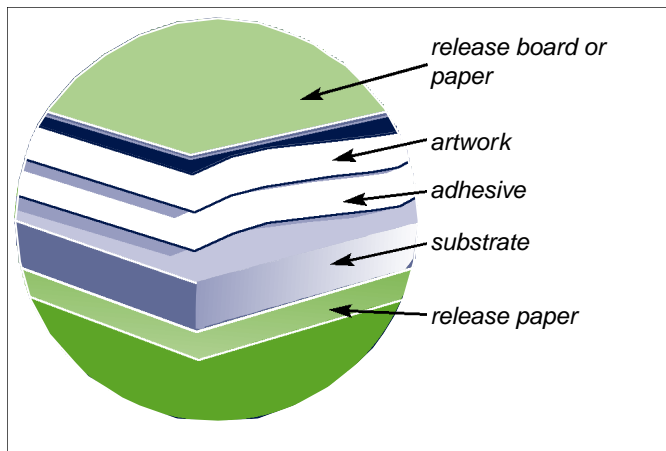 release board or
paper
artwork
adhesive
substrate
release paper